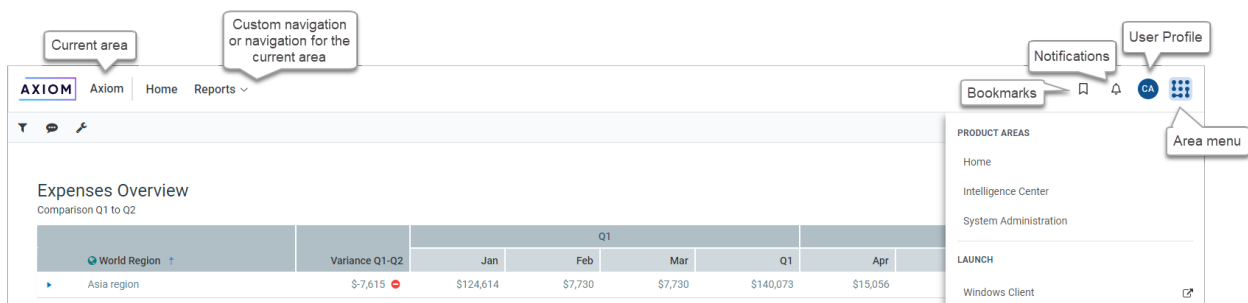 Custom navigation
or navigation for the
current area
Current area
User Profile
Notifications
Bookmarks
Area menu
AXIOM Axiom Home Reports
CA
PRODUCT AREAS
Home
Intelligence Center
System Administration
LAUNCH
Windows Client
Expenses Overview
Comparison Q1 to Q2
Q1
World Region Variance Q1-Q2 Jan Feb Mar Q1 Apr
Asia region $-7,615 $124,614 $7,730 $7,730 $140,073 $15,056